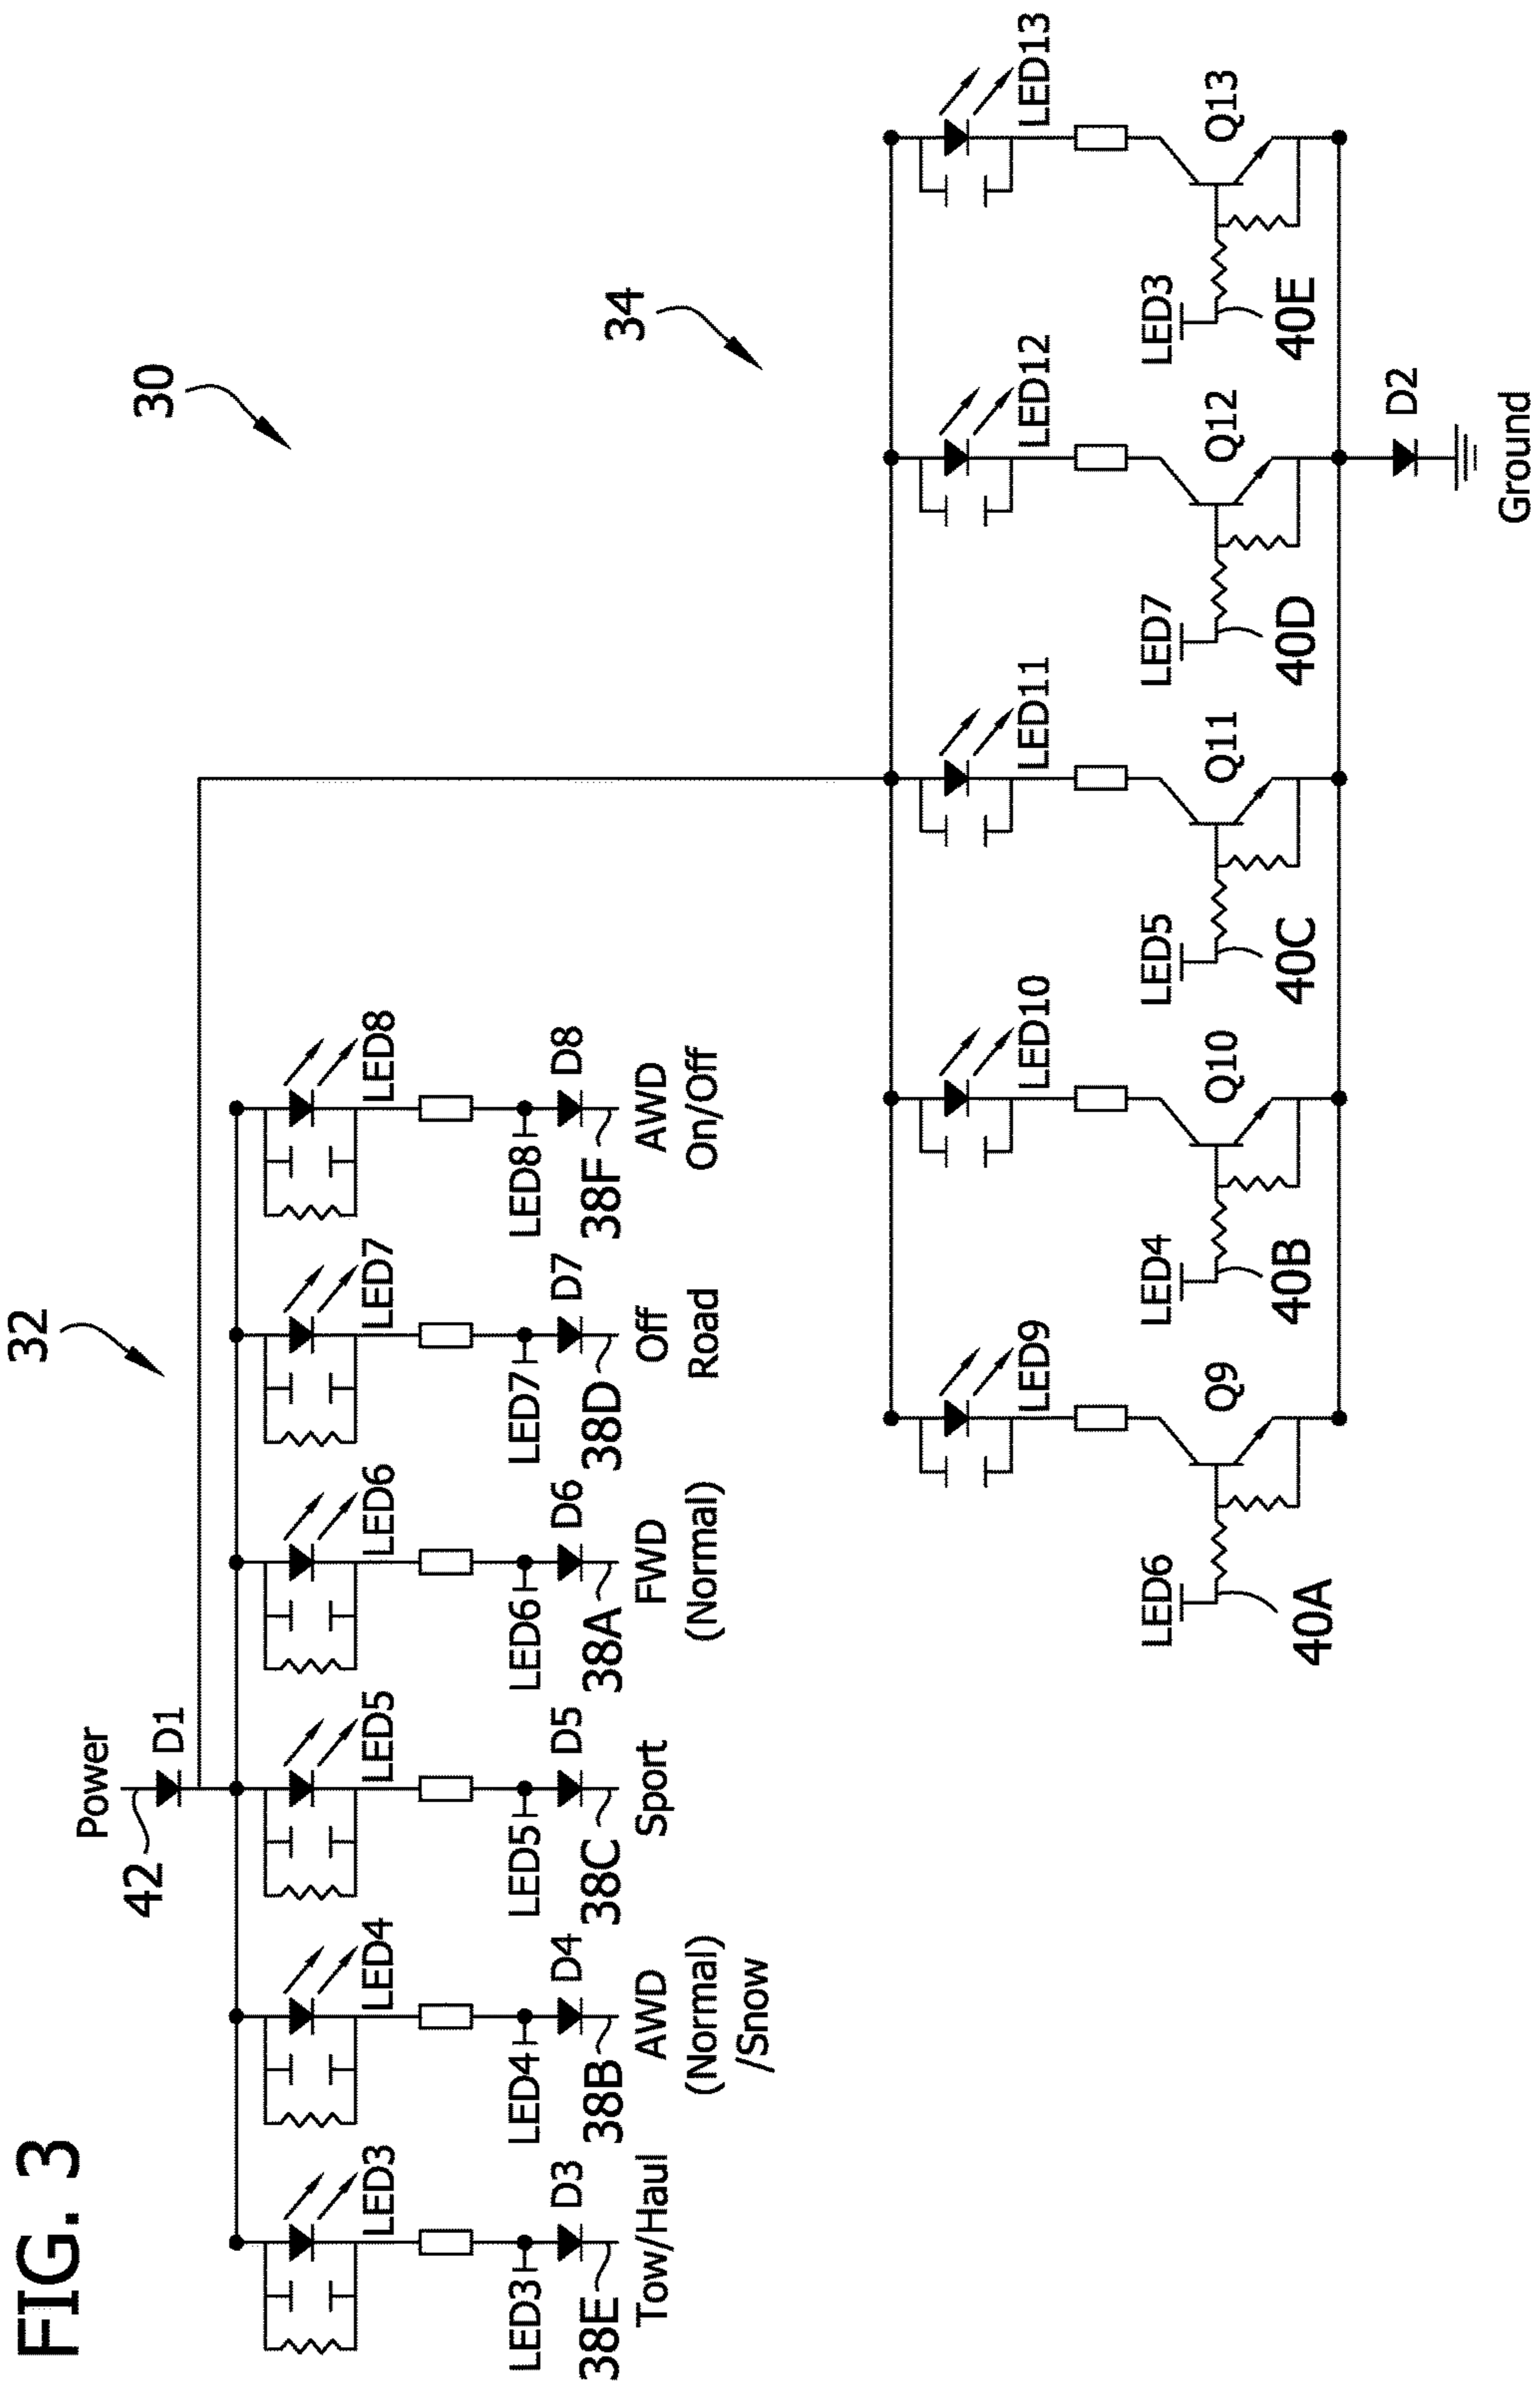 FIG. 3
30
32
Power
42
D1
LED3
LED4
LED5
LED6
LED7
LED8
LED3
LED4
LED5
LED6
LED7
LED8
D3
D4
D5
D6
D7
D8
38E
38B
38C
38A
38D
38F
Tow/Haul
AWD
(Normal)
/Snow
Sport
FWD
(Normal)
Off
Road
AWD
On/Off
34
LED9
LED10
LED11
LED12
LED13
LED6
LED4
LED5
LED7
LED3
Q9
Q10
Q11
Q12
Q13
40A
40B
40C
40D
40E
D2
Ground